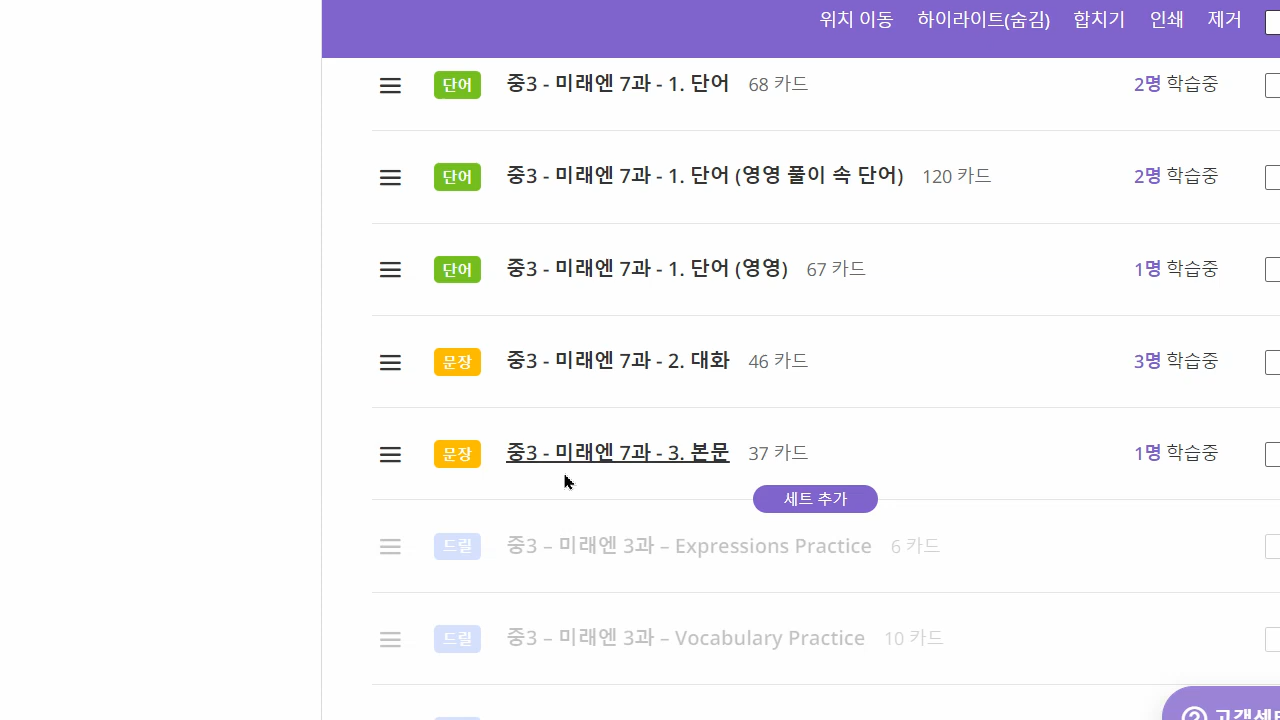 위치 이동 하이라이트(숨김) 합치기 인쇄 제거
단어 중3 - 미래엔 7과 - 1. 단어 68 카드 2명 학습중
단어 중3 - 미래엔 7과 - 1. 단어 (영영 풀이 속 단어) 120 카드 2명 학습중
단어 중3 - 미래엔 7과 - 1. 단어 (영영) 67 카드 1명 학습중
문장 중3 - 미래엔 7과 - 2. 대화 46 카드 3명 학습중
문장 중3 - 미래엔 7과 - 3. 본문 37 카드 1명 학습중
세트 추가
드릴 중3 – 미래엔 3과 – Expressions Practice 6 카드
드릴 중3 – 미래엔 3과 – Vocabulary Practice 10 카드